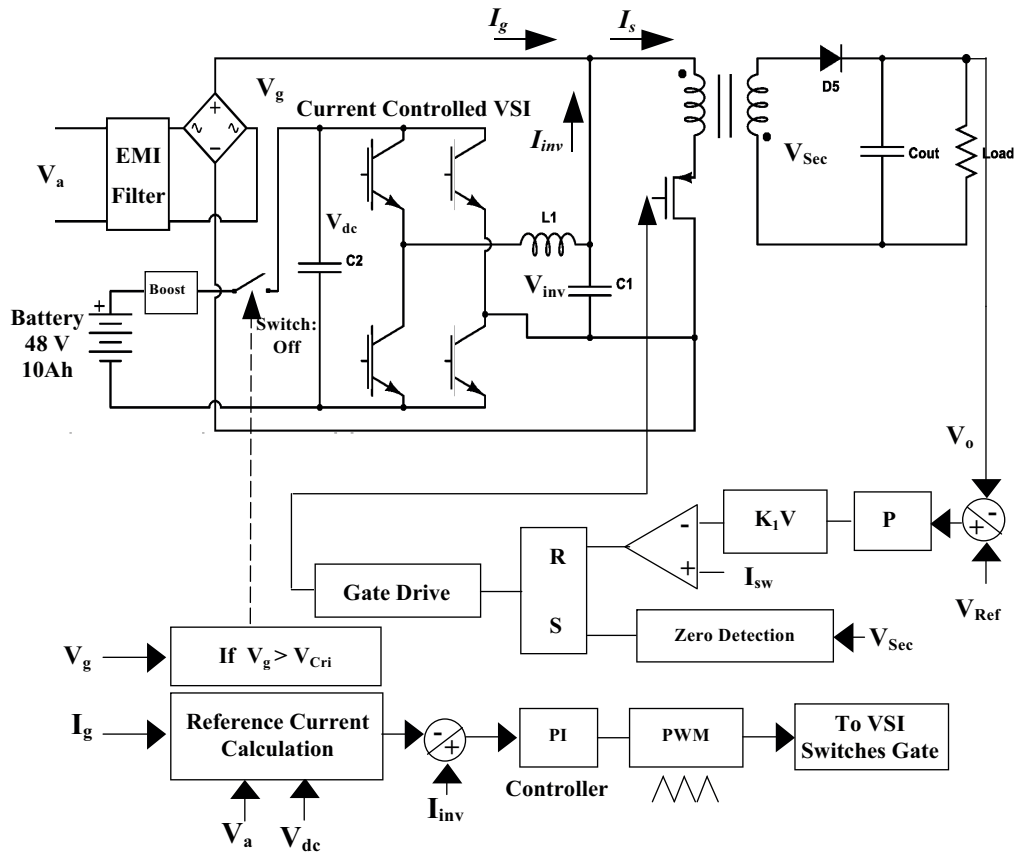 I_g
I_s
V_g
Current Controlled VSI
EMI
Filter
V_a
I_inv
D5
V_Sec
Cout
Load
V_dc
L1
C2
V_inv
C1
Boost
+
Battery
48 V
10Ah
Switch:
Off
V_o
K₁V
P
I_sw
V_Ref
R
S
Gate Drive
Zero Detection
V_Sec
V_g
If V_g > V_Cri
I_g
Reference Current
Calculation
PI
Controller
PWM
To VSI
Switches Gate
I_inv
V_a
V_dc